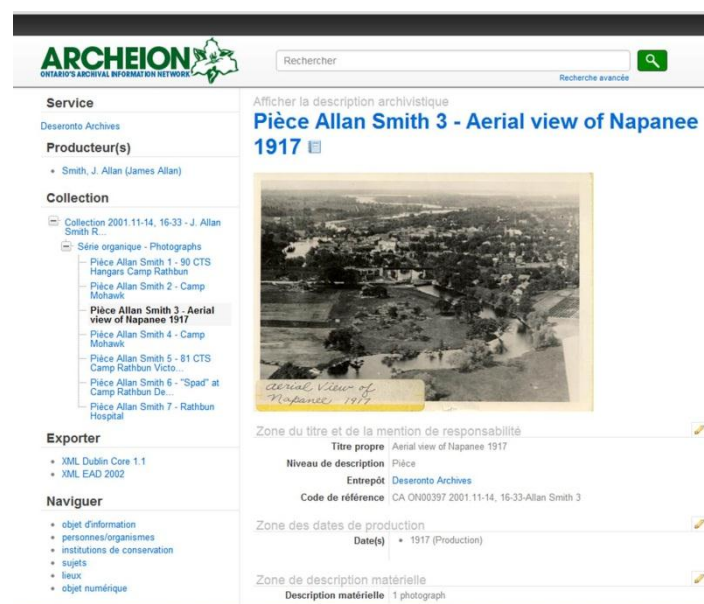 ARCHEION
ONTARIO'S ARCHIVAL INFORMATION NETWORK
Rechercher
Recherche avancée
Service
Deseronto Archives
Producteur(s)
Smith, J. Allan (James Allan)
Collection
Collection 2001.11-14, 16-33 - J. Allan
Smith R...
Série organique - Photographs
Pièce Allan Smith 1 - 90 CTS
Hangars Camp Rathbun
Pièce Allan Smith 2 - Camp
Mohawk
Pièce Allan Smith 3 - Aerial
view of Napanee 1917
Pièce Allan Smith 4 - Camp
Mohawk
Pièce Allan Smith 5 - 81 CTS
Camp Rathbun Victo...
Pièce Allan Smith 6 - "Spad" at
Camp Rathbun De...
Pièce Allan Smith 7 - Rathbun
Hospital
Exporter
XML Dublin Core 1.1
XML EAD 2002
Naviguer
objet d'information
personnes/organismes
institutions de conservation
sujets
lieux
objet numérique
Afficher la description archivistique
Pièce Allan Smith 3 - Aerial view of Napanee
1917
aerial View of
Napanee - 1917
Zone du titre et de la mention de responsabilité
Titre propre Aerial view of Napanee 1917
Niveau de description Pièce
Entrepôt Deseronto Archives
Code de référence CA ON00397 2001.11-14, 16-33-Allan Smith 3
Zone des dates de production
Date(s) 1917 (Production)
Zone de description matérielle
Description matérielle 1 photograph